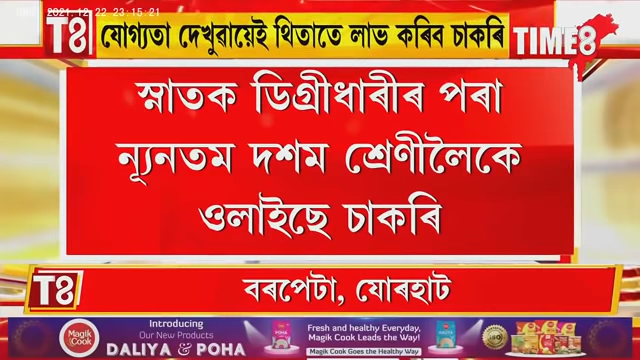 2021-12-22 23:15:21
T8 যোগ্যতা দেখুৱায়েই থিতাতে লাভ কৰিব চাকৰি TIME8
স্নাতক ডিগ্ৰীধাৰীৰ পৰা
ন্যূনতম দশম শ্ৰেণীলৈকে
ওলাইছে চাকৰি
T8 বৰপেটা, যোৰহাট
Magik Cook
Introducing
Our New Products
DALIYA & POHA
POHA
Fresh and healthy Everyday,
Magik Cook Leads the Way!
Magik Cook Goes the Healthy Way